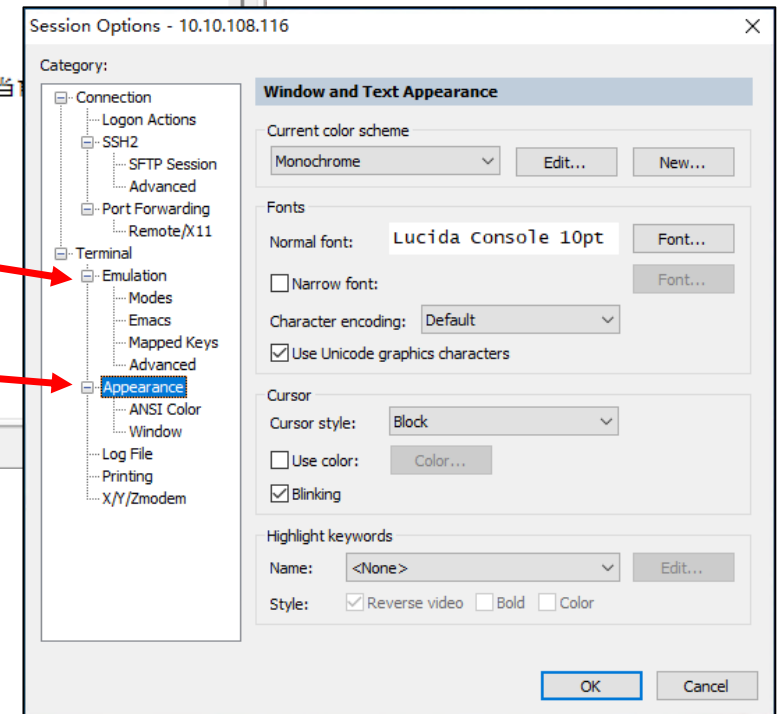 Session Options - 10.10.108.116
Category:
当
Connection
Logon Actions
SSH2
SFTP Session
Advanced
Port Forwarding
Remote/X11
Terminal
Emulation
Modes
Emacs
Mapped Keys
Advanced
Appearance
ANSI Color
Window
Log File
Printing
X/Y/Zmodem
Window and Text Appearance
Current color scheme
Monochrome Edit... New...
Fonts
Normal font: Lucida Console 10pt Font...
Narrow font: Font...
Character encoding: Default
Use Unicode graphics characters
Cursor
Cursor style: Block
Use color: Color...
Blinking
Highlight keywords
Name: <None> Edit...
Style: Reverse video Bold Color
OK Cancel